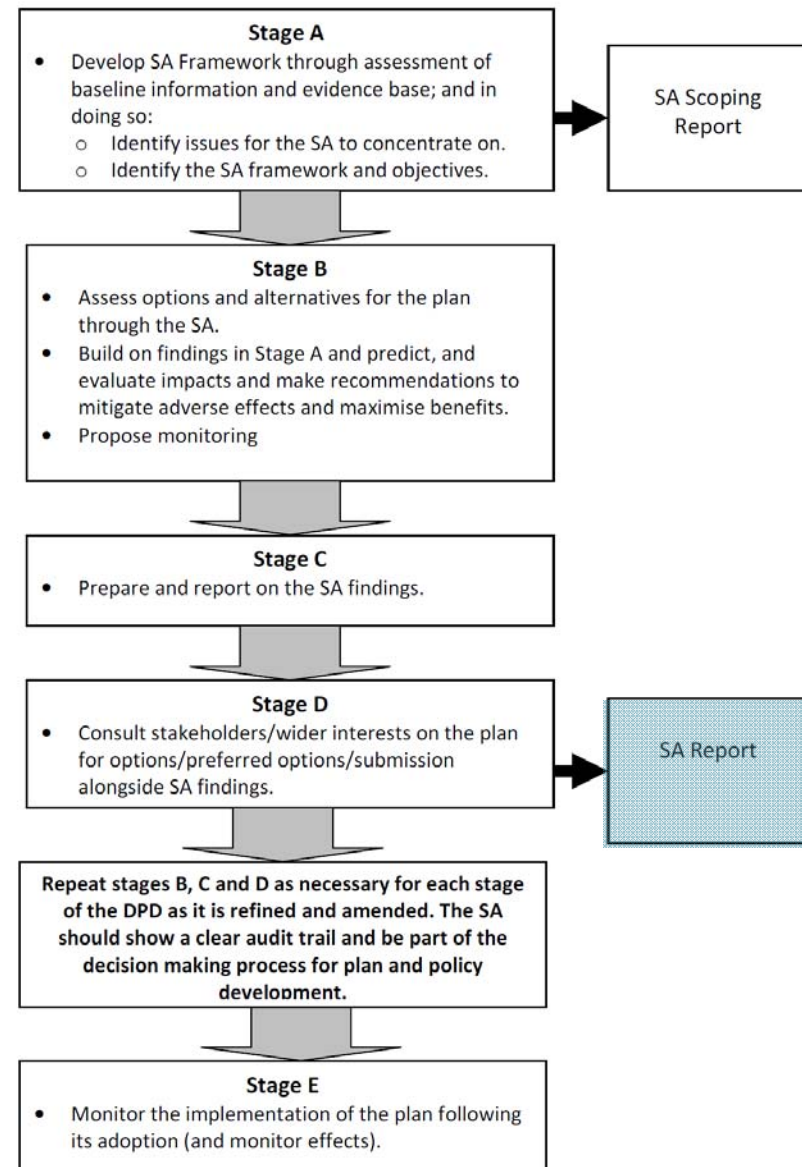 Stage A
• Develop SA Framework through assessment of
baseline information and evidence base; and in
doing so:
o Identify issues for the SA to concentrate on.
o Identify the SA framework and objectives.
SA Scoping
Report
Stage B
• Assess options and alternatives for the plan
through the SA.
• Build on findings in Stage A and predict, and
evaluate impacts and make recommendations to
mitigate adverse effects and maximise benefits.
• Propose monitoring
Stage C
• Prepare and report on the SA findings.
Stage D
• Consult stakeholders/wider interests on the plan
for options/preferred options/submission
alongside SA findings.
SA Report
Repeat stages B, C and D as necessary for each stage
of the DPD as it is refined and amended. The SA
should show a clear audit trail and be part of the
decision making process for plan and policy
development.
Stage E
• Monitor the implementation of the plan following
its adoption (and monitor effects).